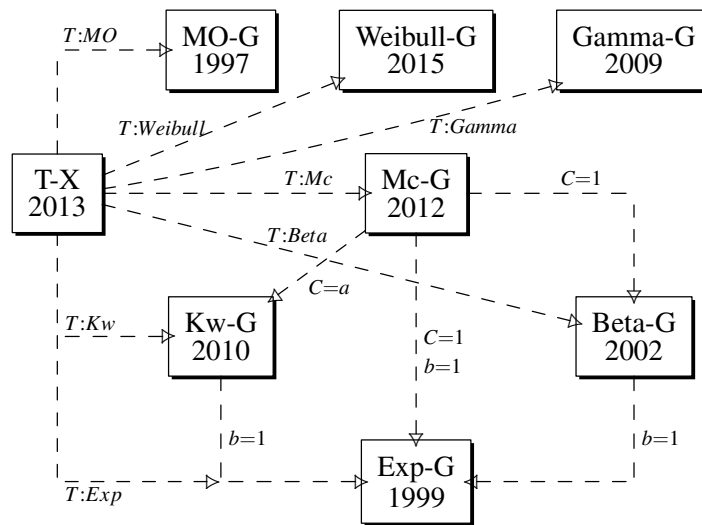 T:MO
MO-G
1997
Weibull-G
2015
Gamma-G
2009
T:Weibull
T:Gamma
T-X
2013
T:Mc
Mc-G
2012
C=1
T:Beta
C=a
T:Kw
Kw-G
2010
C=1
b=1
Beta-G
2002
b=1
b=1
T:Exp
Exp-G
1999